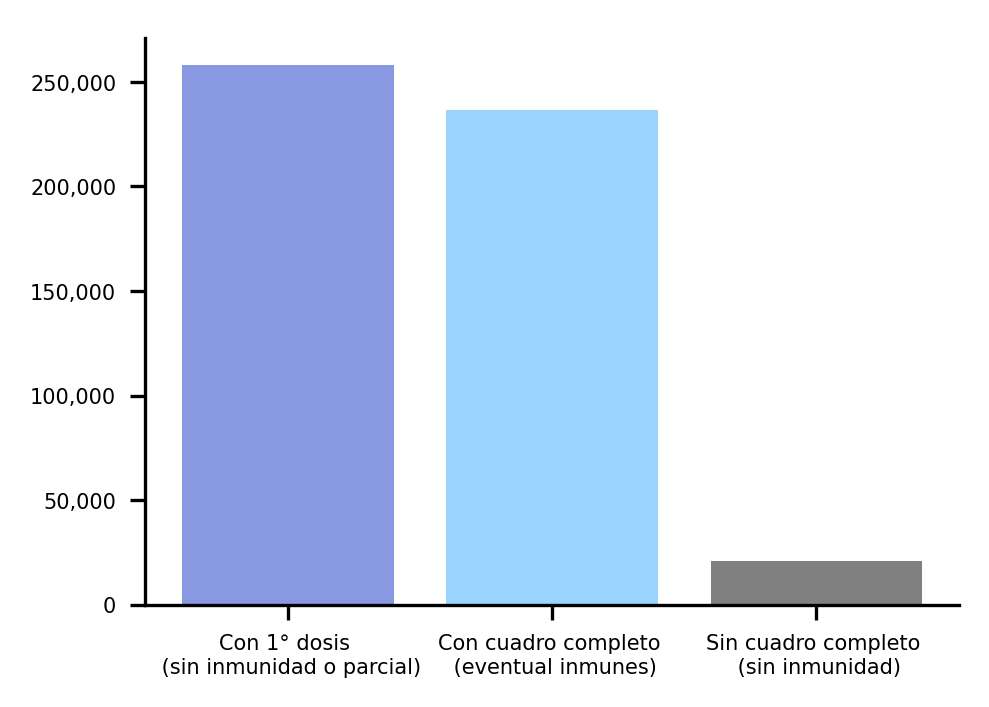 250,000
200,000
150,000
100,000
50,000
0
Con 1° dosis
(sin inmunidad o parcial)
Con cuadro completo
(eventual inmunes)
Sin cuadro completo
(sin inmunidad)